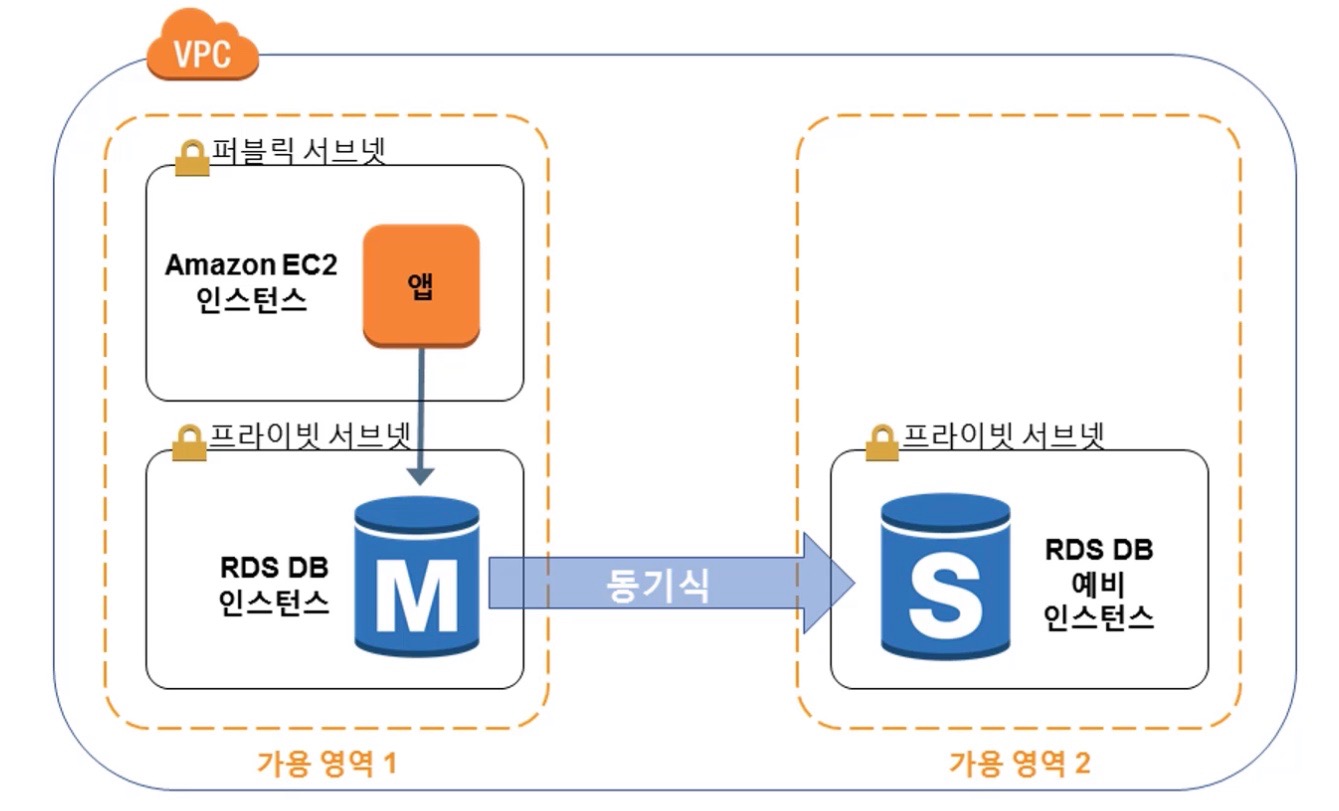 VPC
퍼블릭 서브넷
Amazon EC2
인스턴스
앱
프라이빗 서브넷
RDS DB
인스턴스
M
동기식
프라이빗 서브넷
S
RDS DB
예비
인스턴스
가용 영역 1
가용 영역 2